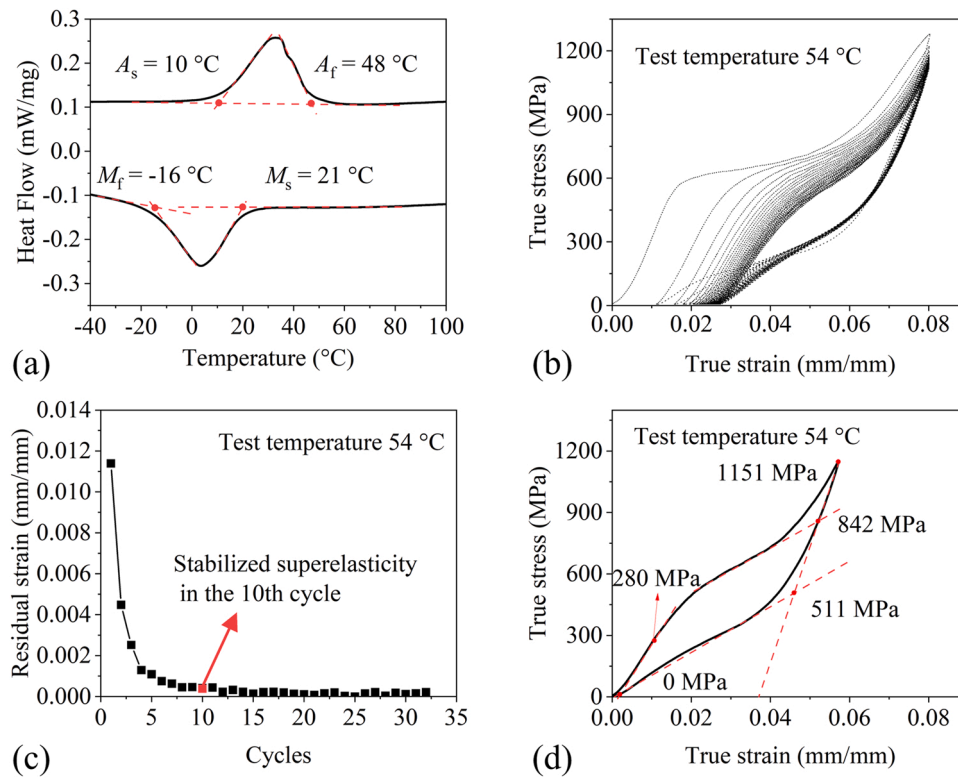 0.3
0.2
0.1
0.0
-0.1
-0.2
-0.3
Heat Flow (mW/mg)
A_s = 10 °C
A_f = 48 °C
M_f = -16 °C
M_s = 21 °C
-40 -20 0 20 40 60 80 100
Temperature (°C)
(a)
1200
900
600
300
0
True stress (MPa)
Test temperature 54 °C
0.00 0.02 0.04 0.06 0.08
True strain (mm/mm)
(b)
0.014
0.012
0.010
0.008
0.006
0.004
0.002
0.000
Residual strain (mm/mm)
Test temperature 54 °C
Stabilized superelasticity
in the 10th cycle
0 5 10 15 20 25 30 35
Cycles
(c)
1200
900
600
300
0
True stress (MPa)
Test temperature 54 °C
1151 MPa
842 MPa
280 MPa
511 MPa
0 MPa
0.00 0.02 0.04 0.06 0.08
True strain (mm/mm)
(d)